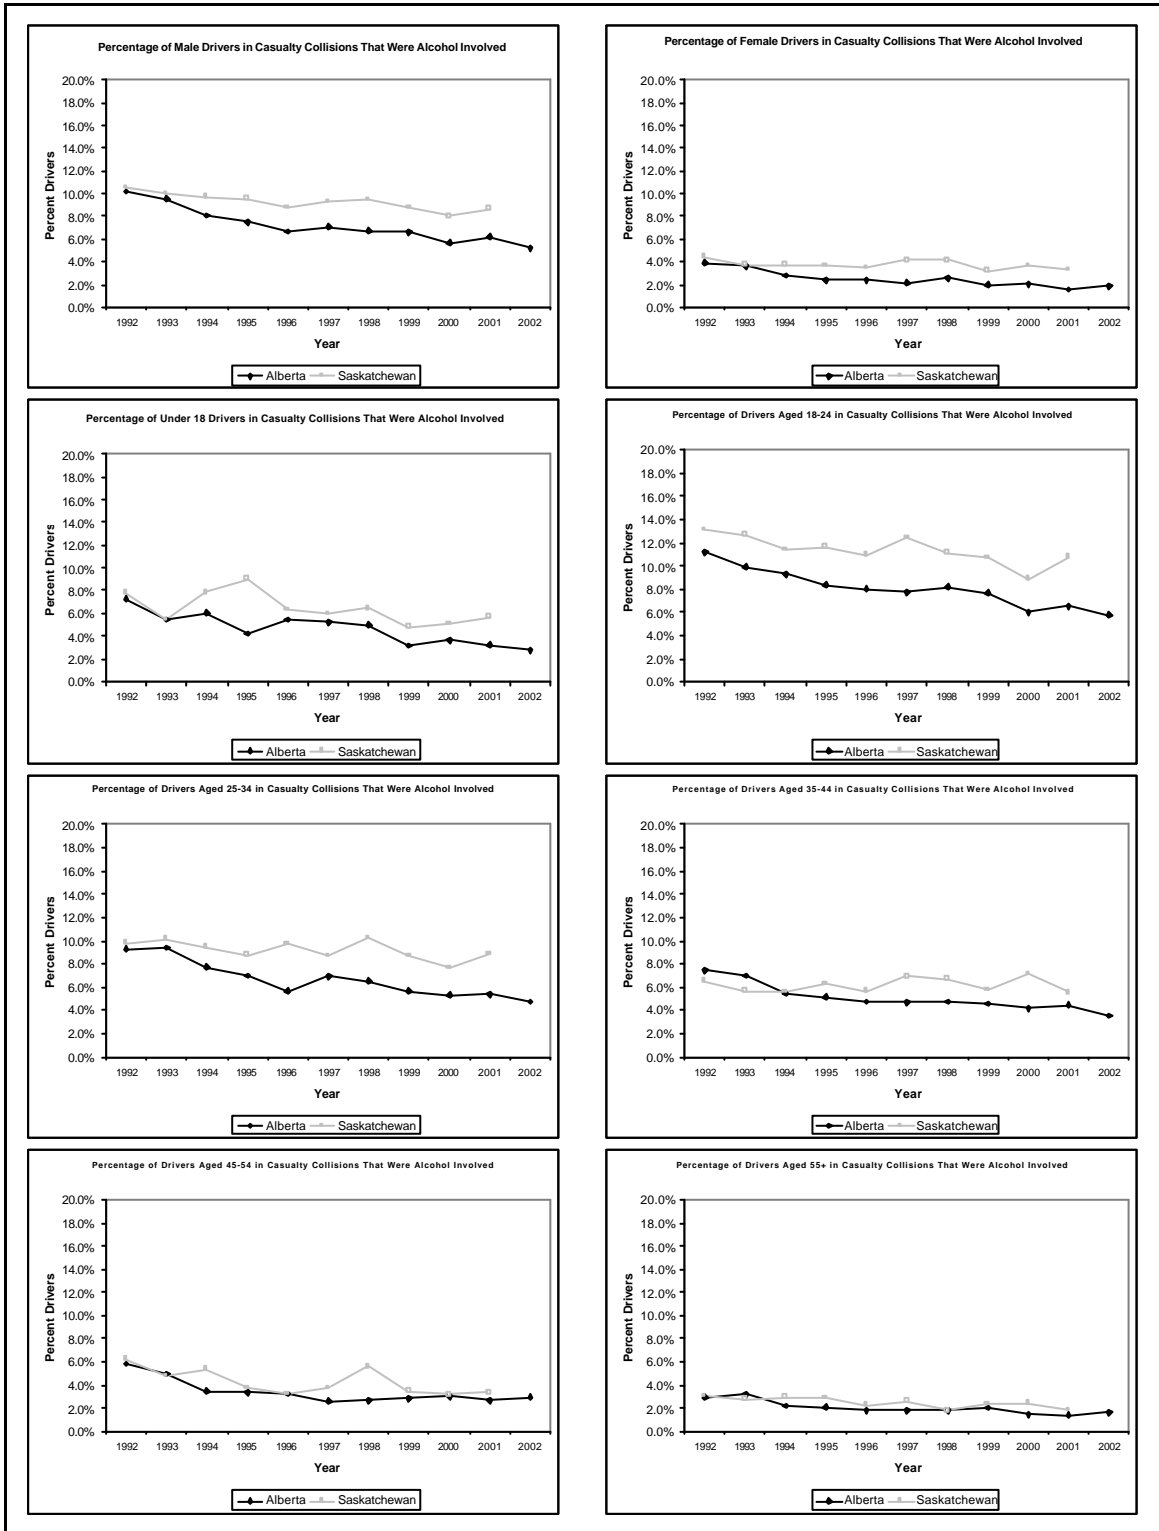 Percentage of Male Drivers in Casualty Collisions That Were Alcohol Involved
20.0%
18.0%
16.0%
14.0%
12.0%
10.0%
8.0%
6.0%
4.0%
2.0%
0.0%
Percent Drivers
1992 1993 1994 1995 1996 1997 1998 1999 2000 2001 2002
Year
Alberta Saskatchewan
Percentage of Female Drivers in Casualty Collisions That Were Alcohol Involved
20.0%
18.0%
16.0%
14.0%
12.0%
10.0%
8.0%
6.0%
4.0%
2.0%
0.0%
Percent Drivers
1992 1993 1994 1995 1996 1997 1998 1999 2000 2001 2002
Year
Alberta Saskatchewan
Percentage of Under 18 Drivers in Casualty Collisions That Were Alcohol Involved
20.0%
18.0%
16.0%
14.0%
12.0%
10.0%
8.0%
6.0%
4.0%
2.0%
0.0%
Percent Drivers
1992 1993 1994 1995 1996 1997 1998 1999 2000 2001 2002
Year
Alberta Saskatchewan
Percentage of Drivers Aged 18-24 in Casualty Collisions That Were Alcohol Involved
20.0%
18.0%
16.0%
14.0%
12.0%
10.0%
8.0%
6.0%
4.0%
2.0%
0.0%
Percent Drivers
1992 1993 1994 1995 1996 1997 1998 1999 2000 2001 2002
Year
Alberta Saskatchewan
Percentage of Drivers Aged 25-34 in Casualty Collisions That Were Alcohol Involved
20.0%
18.0%
16.0%
14.0%
12.0%
10.0%
8.0%
6.0%
4.0%
2.0%
0.0%
Percent Drivers
1992 1993 1994 1995 1996 1997 1998 1999 2000 2001 2002
Year
Alberta Saskatchewan
Percentage of Drivers Aged 35-44 in Casualty Collisions That Were Alcohol Involved
20.0%
18.0%
16.0%
14.0%
12.0%
10.0%
8.0%
6.0%
4.0%
2.0%
0.0%
Percent Drivers
1992 1993 1994 1995 1996 1997 1998 1999 2000 2001 2002
Year
Alberta Saskatchewan
Percentage of Drivers Aged 45-54 in Casualty Collisions That Were Alcohol Involved
20.0%
18.0%
16.0%
14.0%
12.0%
10.0%
8.0%
6.0%
4.0%
2.0%
0.0%
Percent Drivers
1992 1993 1994 1995 1996 1997 1998 1999 2000 2001 2002
Year
Alberta Saskatchewan
Percentage of Drivers Aged 55+ in Casualty Collisions That Were Alcohol Involved
20.0%
18.0%
16.0%
14.0%
12.0%
10.0%
8.0%
6.0%
4.0%
2.0%
0.0%
Percent Drivers
1992 1993 1994 1995 1996 1997 1998 1999 2000 2001 2002
Year
Alberta Saskatchewan